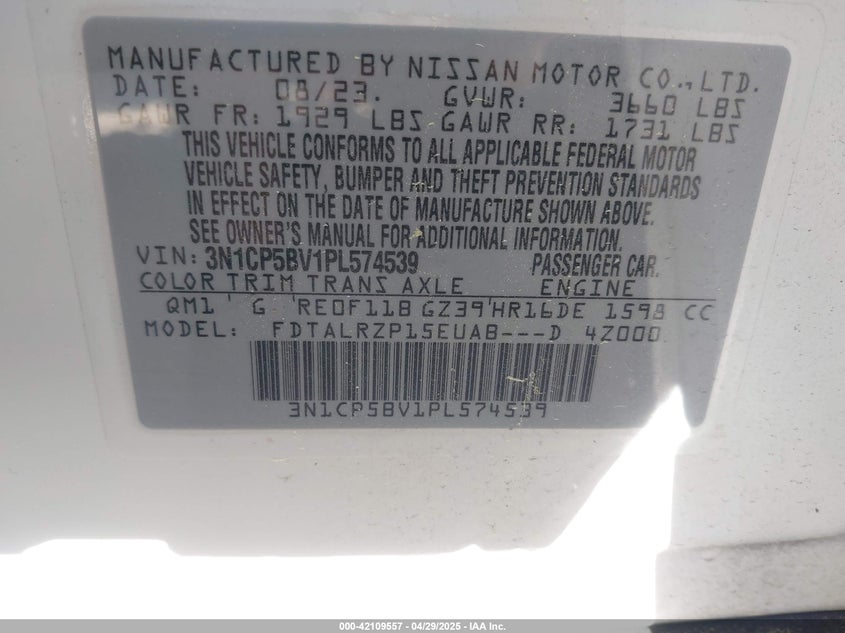 MANUFACTURED BY NISSAN MOTOR CO., LTD.
DATE: 08/23. GVWR: 3660 LBS
GAWR FR: 1929 LBS GAWR RR: 1731 LBS
THIS VEHICLE CONFORMS TO ALL APPLICABLE FEDERAL MOTOR
VEHICLE SAFETY, BUMPER AND THEFT PREVENTION STANDARDS
IN EFFECT ON THE DATE OF MANUFACTURE SHOWN ABOVE.
SEE OWNER'S MANUAL FOR ADDITIONAL INFORMATION.
VIN: 3N1CP5BV1PL574539 PASSENGER CAR.
COLOR TRIM TRANS AXLE ENGINE
QM1 ' G 'RE0F11B GZ39'HR16DE 1598 CC
MODEL: FDTALRZP15EUAB---D 4Z000
3N1CP5BV1PL574539
000-42109557 - 04/29/2025 - IAA Inc.